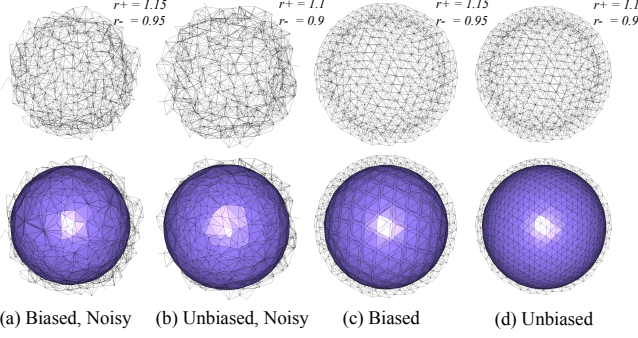 r+ = 1.15
r- = 0.95
r+ = 1.1
r- = 0.9
r+ = 1.15
r- = 0.95
r+ = 1.1
r- = 0.9
(a) Biased, Noisy
(b) Unbiased, Noisy
(c) Biased
(d) Unbiased